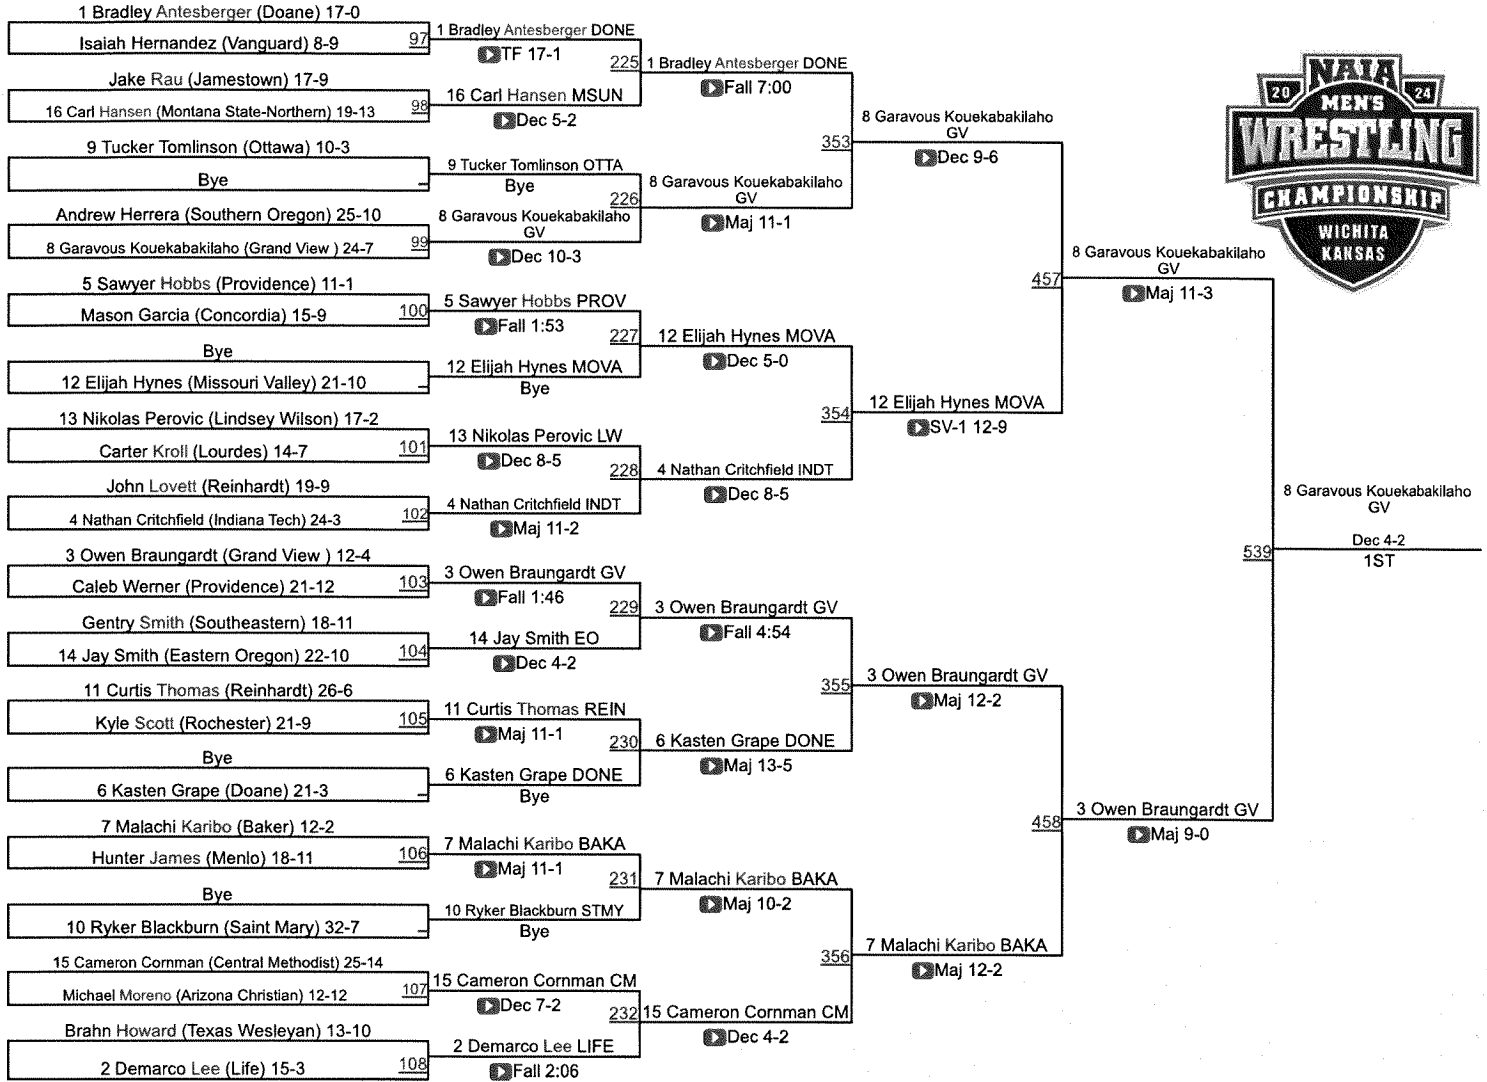 1 Bradley Antesberger (Doane) 17-0
Isaiah Hernandez (Vanguard) 8-9
97
Jake Rau (Jamestown) 17-9
16 Carl Hansen (Montana State-Northern) 19-13
98
9 Tucker Tomlinson (Ottawa) 10-3
Bye
Andrew Herrera (Southern Oregon) 25-10
8 Garavous Kouekabakilaho (Grand View ) 24-7
99
5 Sawyer Hobbs (Providence) 11-1
Mason Garcia (Concordia) 15-9
100
Bye
12 Elijah Hynes (Missouri Valley) 21-10
13 Nikolas Perovic (Lindsey Wilson) 17-2
Carter Kroll (Lourdes) 14-7
101
John Lovett (Reinhardt) 19-9
4 Nathan Critchfield (Indiana Tech) 24-3
102
3 Owen Braungardt (Grand View ) 12-4
Caleb Werner (Providence) 21-12
103
Gentry Smith (Southeastern) 18-11
14 Jay Smith (Eastern Oregon) 22-10
104
11 Curtis Thomas (Reinhardt) 26-6
Kyle Scott (Rochester) 21-9
105
Bye
6 Kasten Grape (Doane) 21-3
7 Malachi Karibo (Baker) 12-2
Hunter James (Menlo) 18-11
106
Bye
10 Ryker Blackburn (Saint Mary) 32-7
15 Cameron Cornman (Central Methodist) 25-14
Michael Moreno (Arizona Christian) 12-12
107
Brahn Howard (Texas Wesleyan) 13-10
2 Demarco Lee (Life) 15-3
108
1 Bradley Antesberger DONE
TF 17-1
225
16 Carl Hansen MSUN
Dec 5-2
9 Tucker Tomlinson OTTA
Bye
226
8 Garavous Kouekabakilaho
GV
Dec 10-3
5 Sawyer Hobbs PROV
Fall 1:53
227
12 Elijah Hynes MOVA
Bye
13 Nikolas Perovic LW
Dec 8-5
228
4 Nathan Critchfield INDT
Maj 11-2
3 Owen Braungardt GV
Fall 1:46
229
14 Jay Smith EO
Dec 4-2
11 Curtis Thomas REIN
Maj 11-1
230
6 Kasten Grape DONE
Bye
7 Malachi Karibo BAKA
Maj 11-1
231
10 Ryker Blackburn STMY
Bye
15 Cameron Cornman CM
Dec 7-2
232
2 Demarco Lee LIFE
Fall 2:06
1 Bradley Antesberger DONE
Fall 7:00
353
8 Garavous Kouekabakilaho
GV
Maj 11-1
12 Elijah Hynes MOVA
Dec 5-0
354
4 Nathan Critchfield INDT
Dec 8-5
3 Owen Braungardt GV
Fall 4:54
355
6 Kasten Grape DONE
Maj 13-5
7 Malachi Karibo BAKA
Maj 10-2
356
15 Cameron Cornman CM
Dec 4-2
8 Garavous Kouekabakilaho
GV
Dec 9-6
457
12 Elijah Hynes MOVA
SV-1 12-9
3 Owen Braungardt GV
Maj 12-2
458
7 Malachi Karibo BAKA
Maj 12-2
8 Garavous Kouekabakilaho
GV
Maj 11-3
539
3 Owen Braungardt GV
Maj 9-0
8 Garavous Kouekabakilaho
GV
Dec 4-2
1ST
NAIA
20 24
MEN'S
WRESTLING
CHAMPIONSHIP
WICHITA
KANSAS